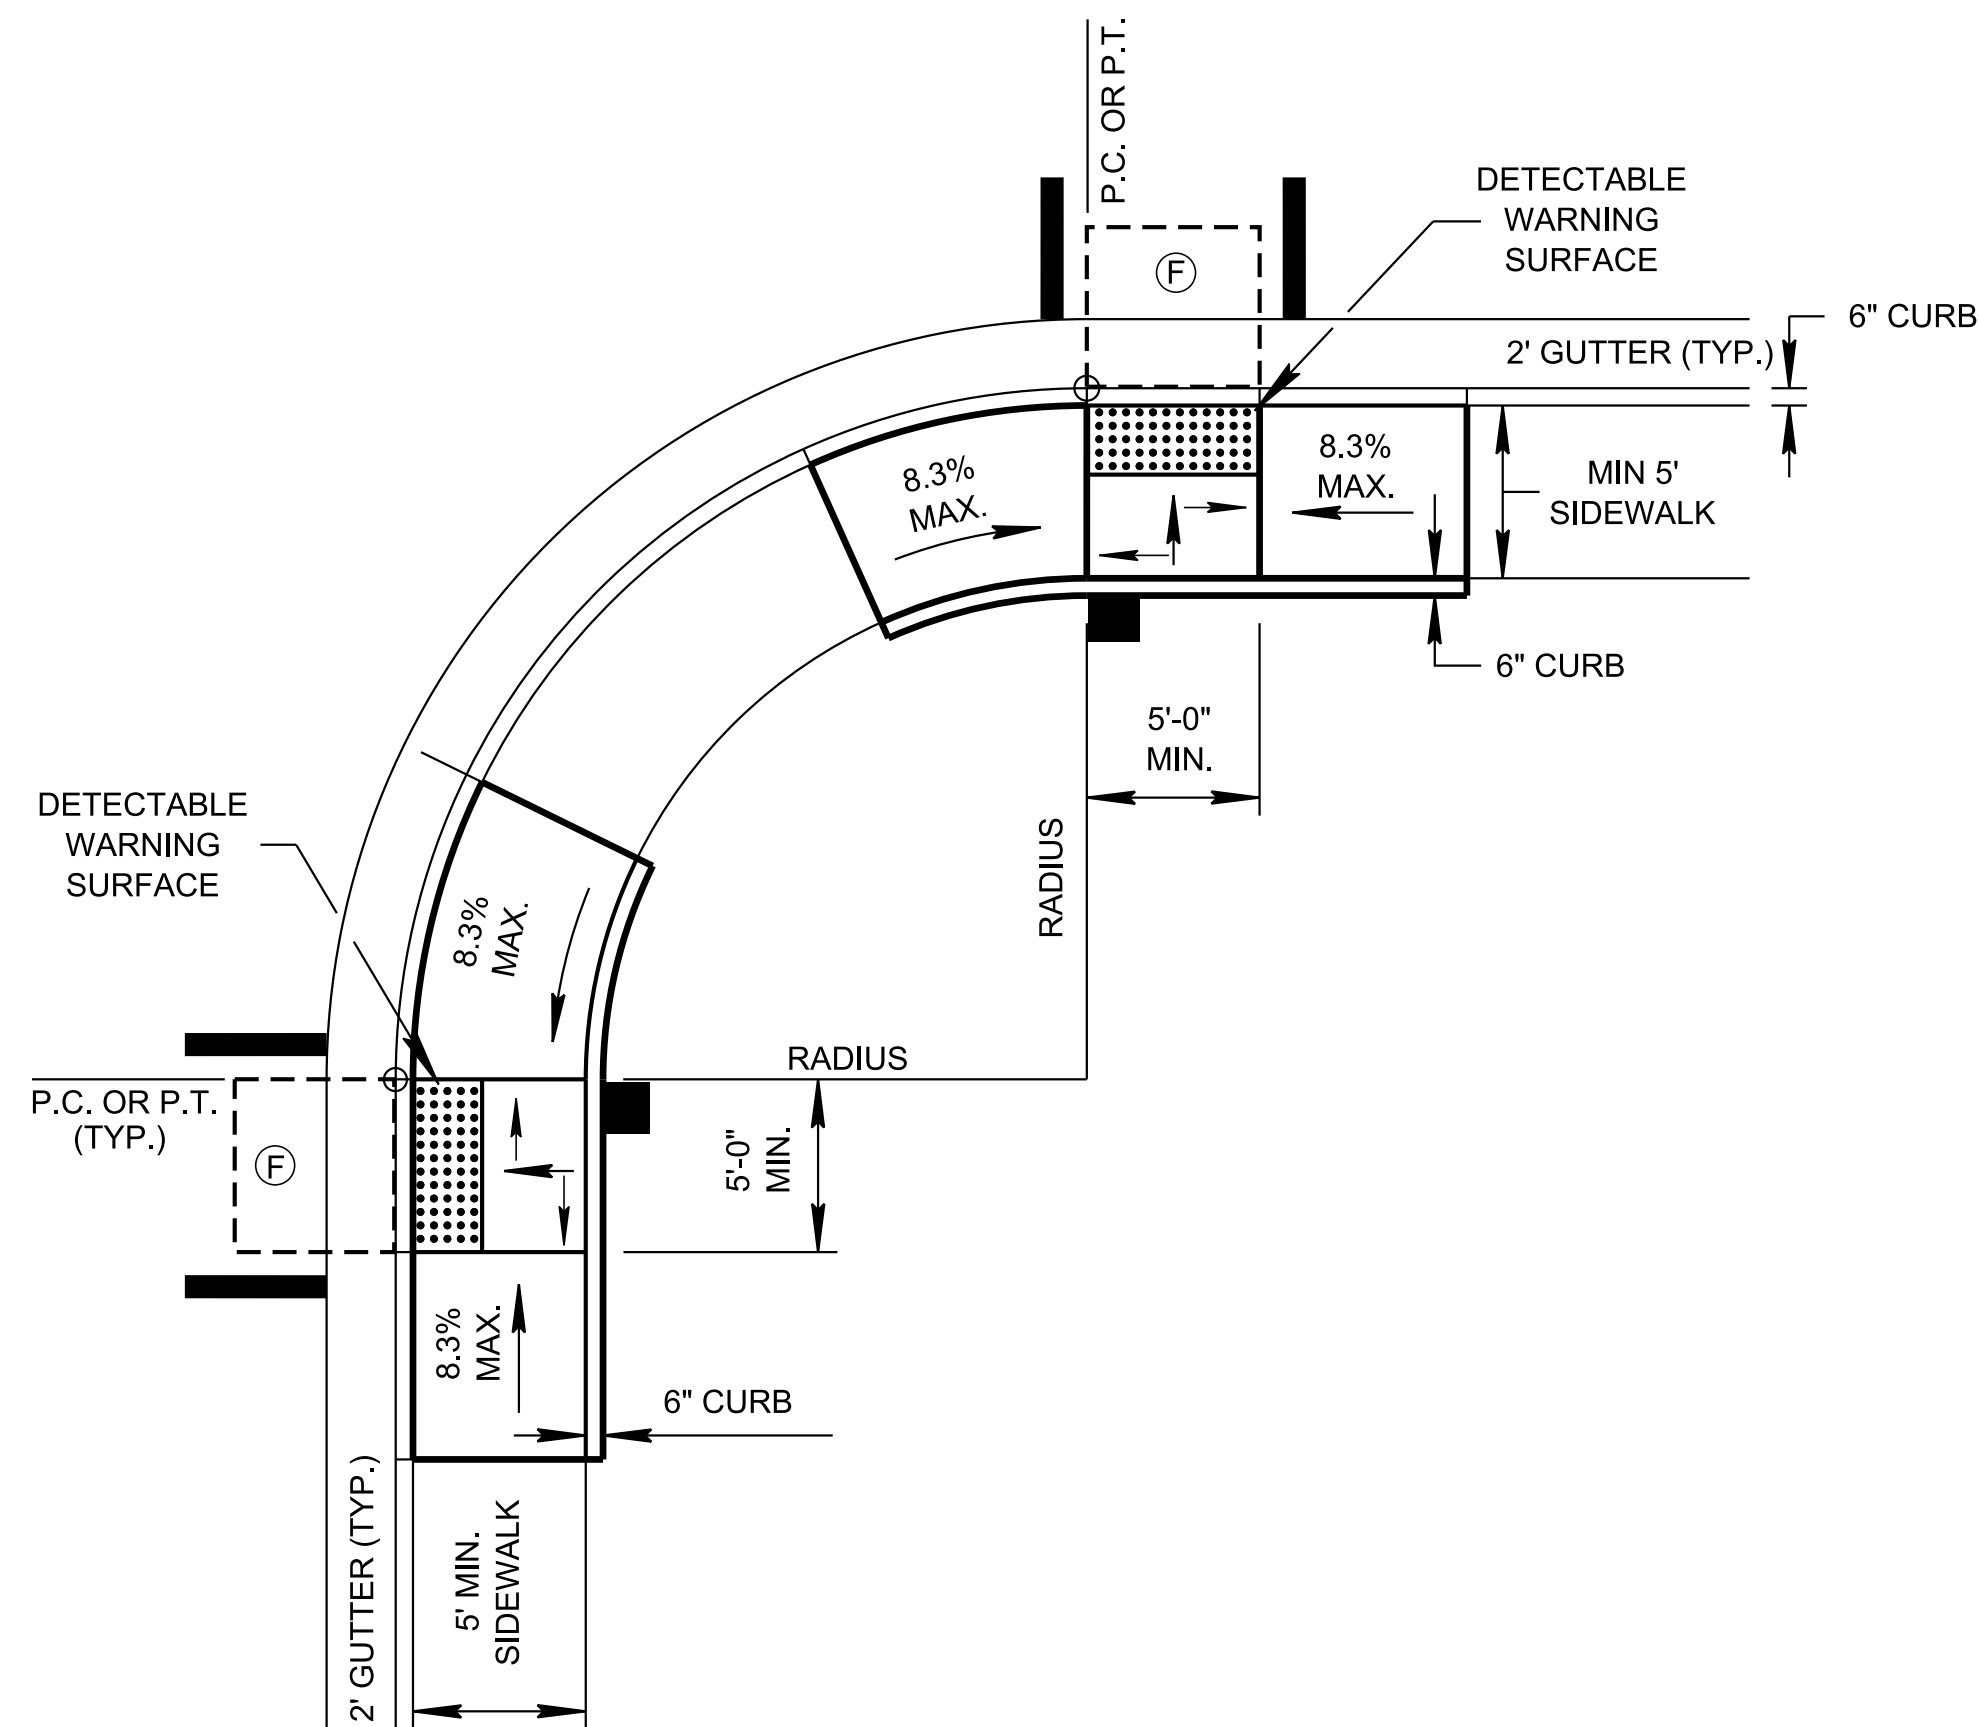 P.C. OR P.T.
DETECTABLE
WARNING
SURFACE
F
6" CURB
2' GUTTER (TYP.)
8.3%
MAX.
8.3%
MAX.
MIN 5'
SIDEWALK
6" CURB
5'-0"
MIN.
RADIUS
DETECTABLE
WARNING
SURFACE
8.3%
MAX.
RADIUS
P.C. OR P.T.
(TYP.)
F
5'-0"
MIN.
8.3%
MAX.
6" CURB
2' GUTTER (TYP.)
5' MIN.
SIDEWALK